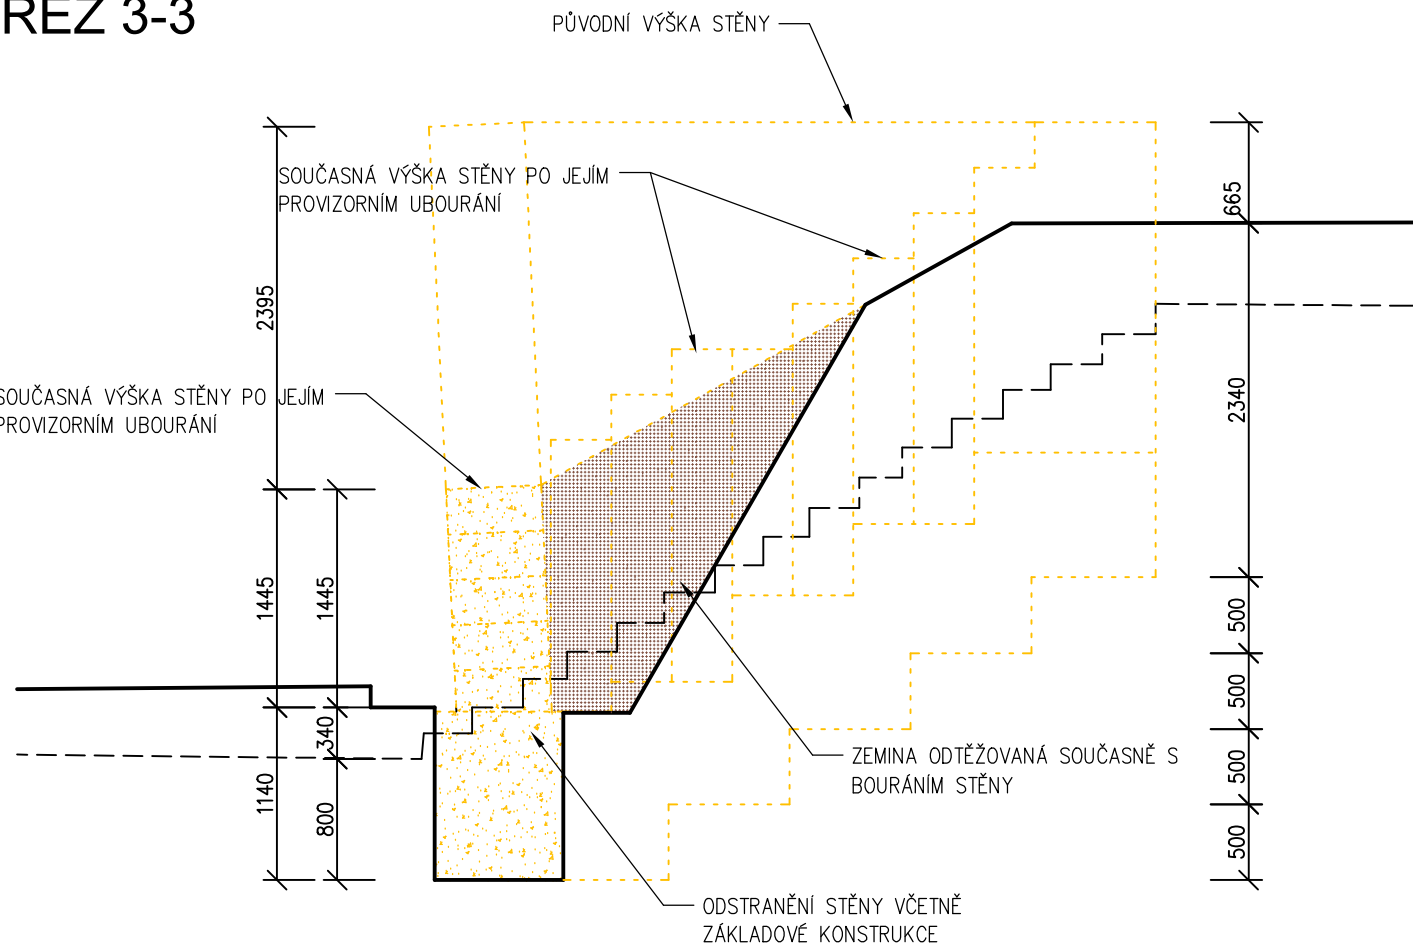 ŘEZ 3-3
PŮVODNÍ VÝŠKA STĚNY
SOUČASNÁ VÝŠKA STĚNY PO JEJÍM
PROVIZORNÍM UBOURÁNÍ
665
2395
2340
SOUČASNÁ VÝŠKA STĚNY PO JEJÍM
PROVIZORNÍM UBOURÁNÍ
1445
1445
500
500
340
ZEMINA ODTĚŽOVANÁ SOUČASNĚ S
BOURÁNÍM STĚNY
500
1140
800
500
ODSTRANĚNÍ STĚNY VČETNĚ
ZÁKLADOVÉ KONSTRUKCE